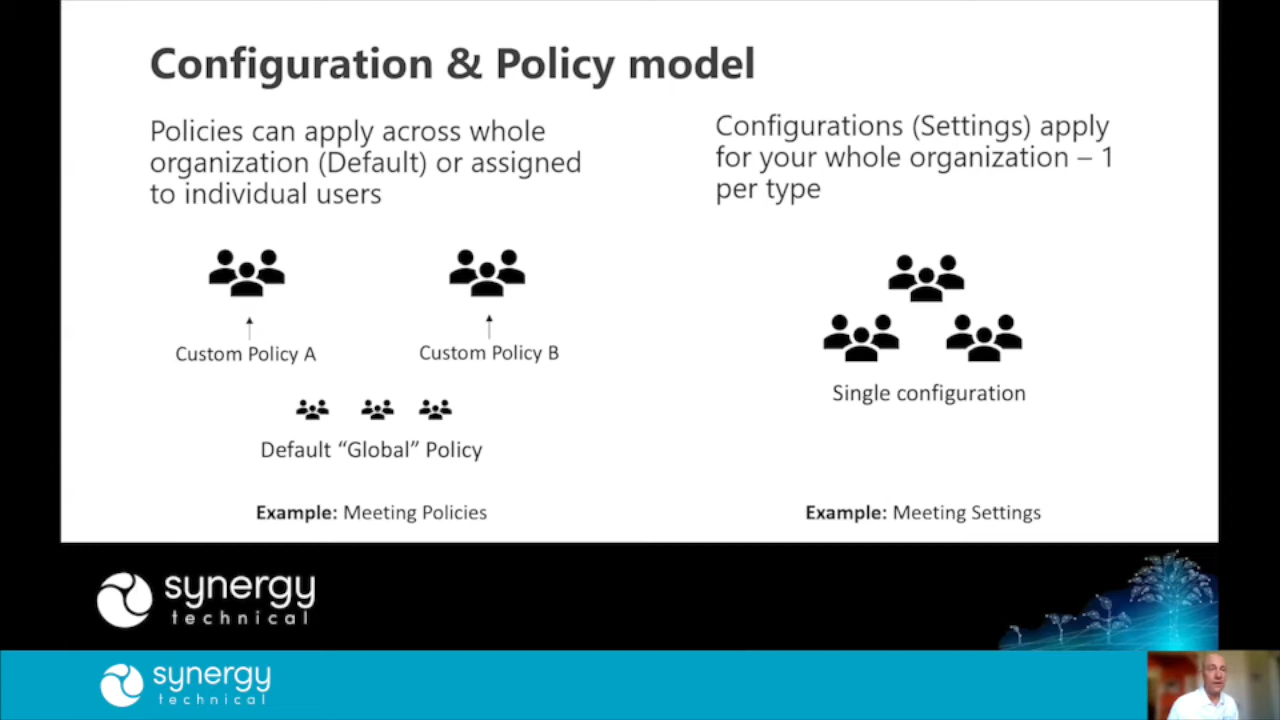 Configuration & Policy model
Policies can apply across whole
organization (Default) or assigned
to individual users
Custom Policy A
Custom Policy B
Default “Global” Policy
Example: Meeting Policies
Configurations (Settings) apply
for your whole organization – 1
per type
Single configuration
Example: Meeting Settings
synergy
technical
synergy
technical